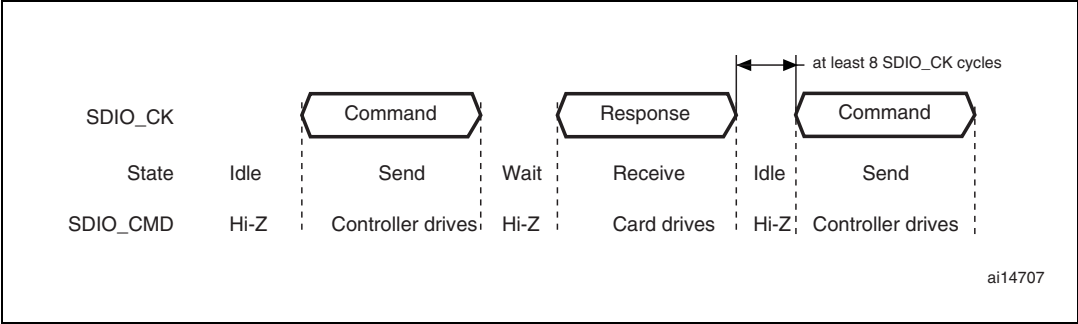 at least 8 SDIO_CK cycles
SDIO_CK Command Response Command
State Idle Send Wait Receive Idle Send
SDIO_CMD Hi-Z Controller drives Hi-Z Card drives Hi-Z Controller drives
ai14707